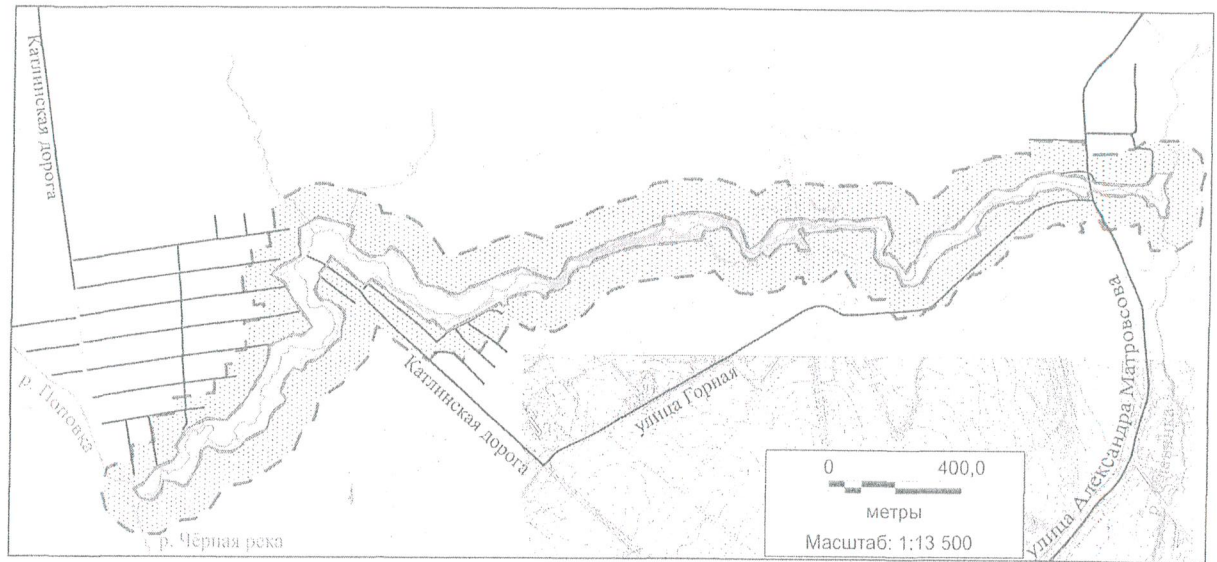 Катлинская дорога
р. Поповка
р. Чёрная река
Катлинская дорога
улица Горная
улица Александра Матровсова
0 400,0
метры
Масштаб: 1:13 500